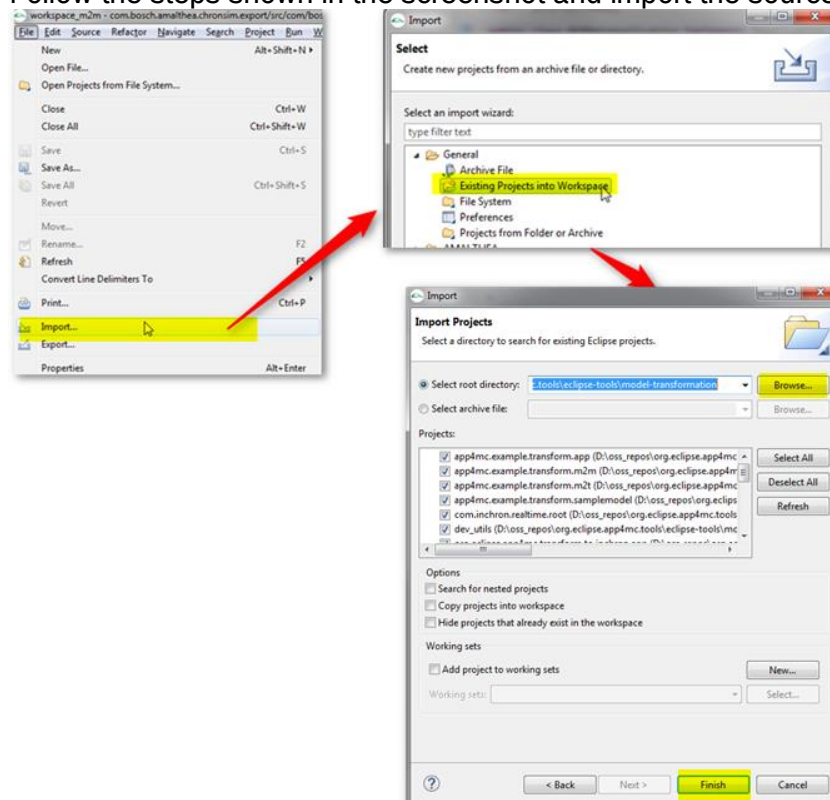 Follow the steps shown in the screenshot and import the source
workspace_m2m - com.bosch.amalthea.chronsim.export/src/com/bos
File Edit Source Refactor Navigate Search Project Run W
New Alt+Shift+N
Open File...
Open Projects from File System...
Close Ctrl+W
Close All Ctrl+Shift+W
Save Ctrl+S
Save As...
Save All Ctrl+Shift+S
Revert
Move...
Rename... F2
Refresh F5
Convert Line Delimiters To
Print... Ctrl+P
Import...
Export...
Properties Alt+Enter
Import
Select
Create new projects from an archive file or directory.
Select an import wizard:
type filter text
General
Archive File
Existing Projects into Workspace
File System
Preferences
Projects from Folder or Archive
AMALTHEA
Import
Import Projects
Select a directory to search for existing Eclipse projects.
Select root directory: c.tools\eclipse-tools\model-transformation Browse...
Select archive file: Browse...
Projects:
app4mc.example.transform.app (D:\oss_repos\org.eclipse.app4mc
app4mc.example.transform.m2m (D:\oss_repos\org.eclipse.app4m
app4mc.example.transform.m2t (D:\oss_repos\org.eclipse.app4mc
app4mc.example.transform.samplemodel (D:\oss_repos\org.eclips
com.inchron.realtime.root (D:\oss_repos\org.eclipse.app4mc.tools
dev_utils (D:\oss_repos\org.eclipse.app4mc.tools\eclipse-tools\mc
Select All
Deselect All
Refresh
Options
Search for nested projects
Copy projects into workspace
Hide projects that already exist in the workspace
Working sets
Add project to working sets New...
Working sets: Select...
< Back Next > Finish Cancel